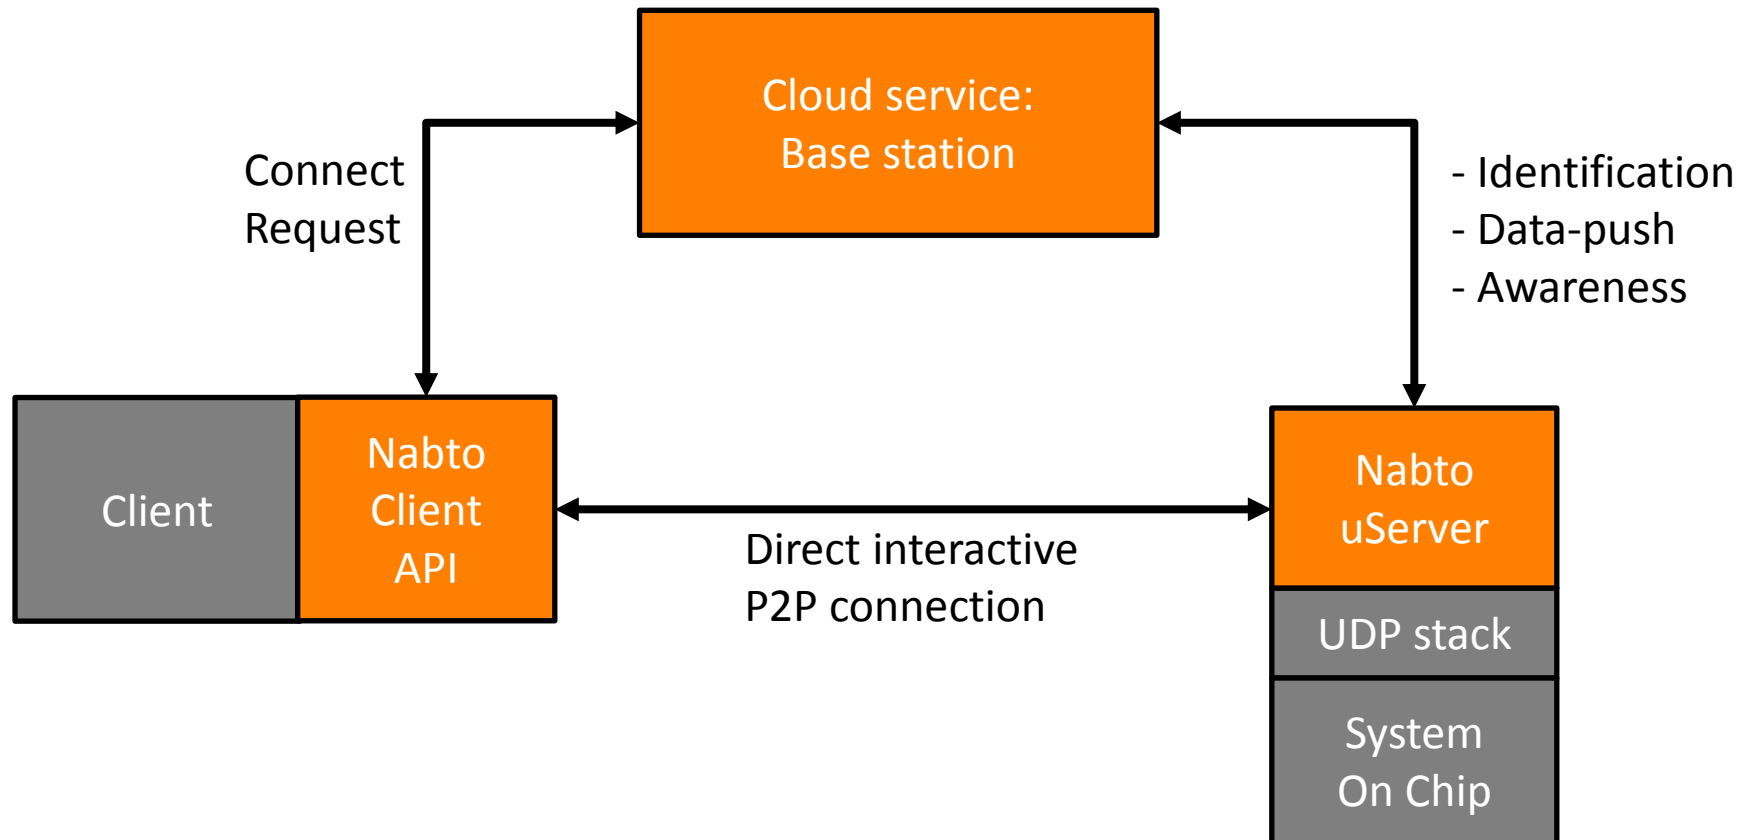 Cloud service:
Base station
Connect
Request
- Identification
- Data-push
- Awareness
Client
Nabto
Client
API
Direct interactive
P2P connection
Nabto
uServer
UDP stack
System
On Chip